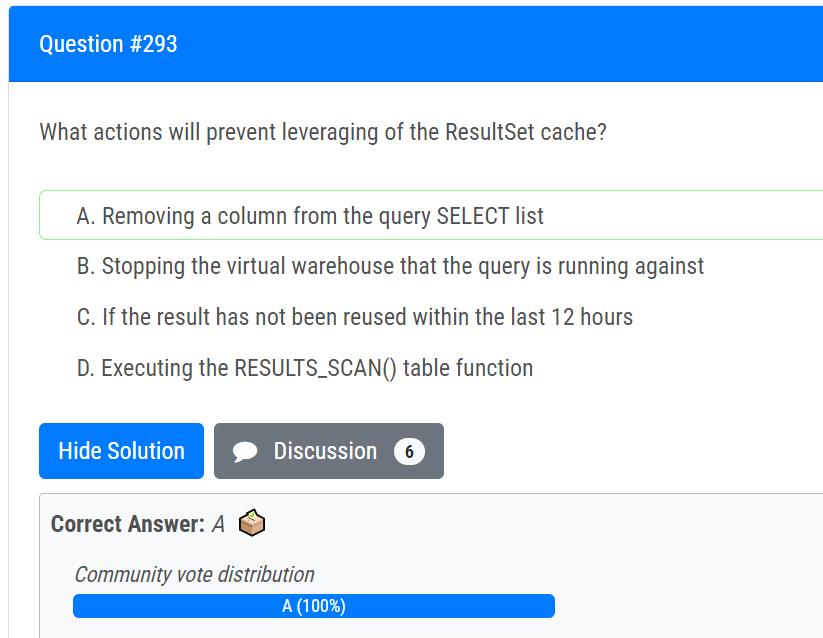 Question #293
What actions will prevent leveraging of the ResultSet cache?
A. Removing a column from the query SELECT list
B. Stopping the virtual warehouse that the query is running against
C. If the result has not been reused within the last 12 hours
D. Executing the RESULTS_SCAN() table function
Hide Solution Discussion 6
Correct Answer: A
Community vote distribution
A (100%)